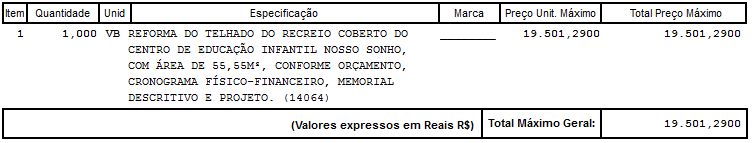 Item Quantidade Unid Especificação Marca Preço Unit. Máximo Total Preço Máximo
1 1,000 VB REFORMA DO TELHADO DO RECREIO COBERTO DO ________ 19.501,2900 19.501,2900
CENTRO DE EDUCAÇÃO INFANTIL NOSSO SONHO,
COM ÁREA DE 55,55M², CONFORME ORÇAMENTO,
CRONOGRAMA FÍSICO-FINANCEIRO, MEMORIAL
DESCRITIVO E PROJETO. (14064)
(Valores expressos em Reais R$) Total Máximo Geral: 19.501,2900